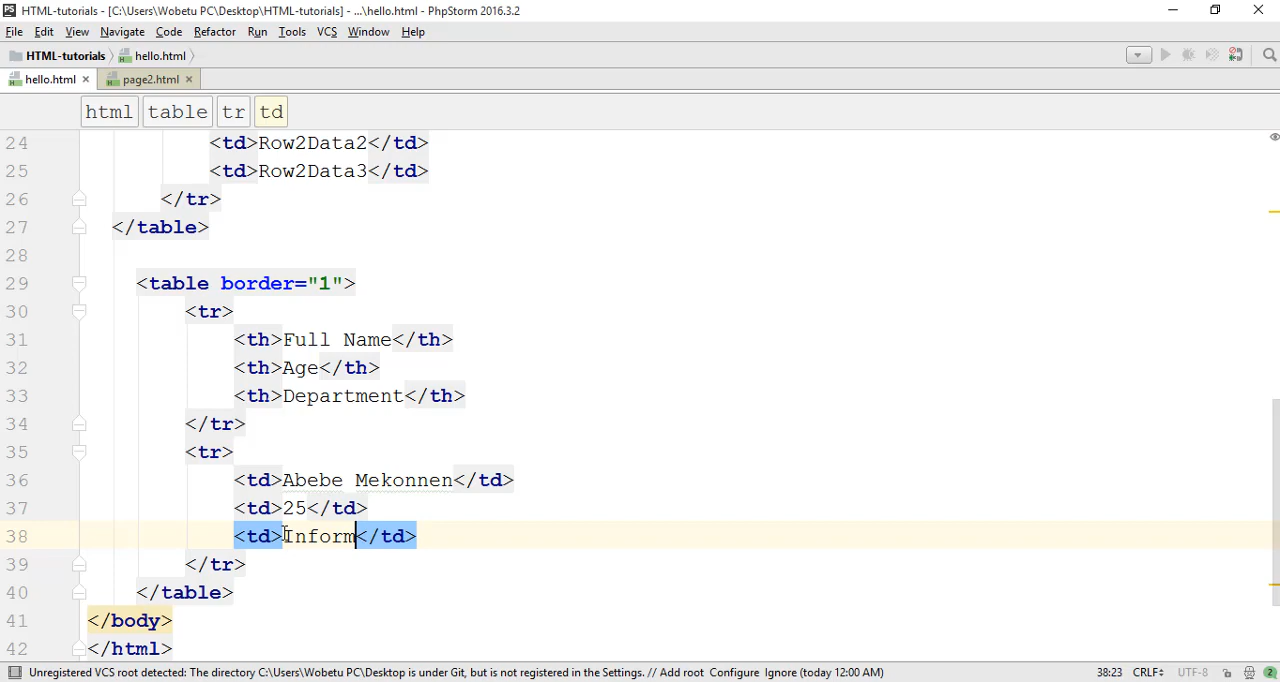 HTML-tutorials - [C:\Users\Wobetu PC\Desktop\HTML-tutorials] - ...\hello.html - PhpStorm 2016.3.2
File Edit View Navigate Code Refactor Run Tools VCS Window Help
HTML-tutorials hello.html
hello.html page2.html
html table tr td
24 <td>Row2Data2</td>
25 <td>Row2Data3</td>
26 </tr>
27 </table>
28
29 <table border="1">
30 <tr>
31 <th>Full Name</th>
32 <th>Age</th>
33 <th>Department</th>
34 </tr>
35 <tr>
36 <td>Abebe Mekonnen</td>
37 <td>25</td>
38 <td>Inform</td>
39 </tr>
40 </table>
41 </body>
42 </html>
Unregistered VCS root detected: The directory C:\Users\Wobetu PC\Desktop is under Git, but is not registered in the Settings. // Add root Configure Ignore (today 12:00 AM) 38:23 CRLF UTF-8 2